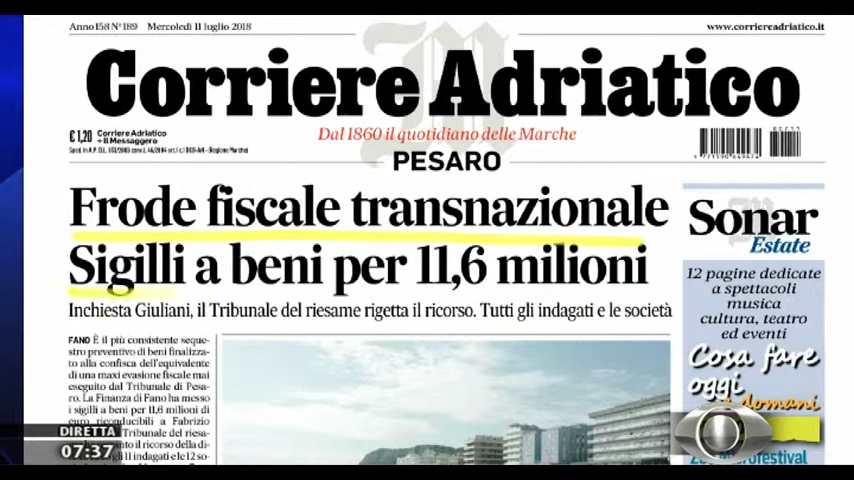 Anno 158 N° 189 Mercoledì 11 luglio 2018
www.corriereadriatico.it
Corriere Adriatico
€ 1,20 Corriere Adriatico
+ Il Messaggero
Dal 1860 il quotidiano delle Marche
PESARO
Frode fiscale transnazionale
Sigilli a beni per 11,6 milioni
Inchiesta Giuliani, il Tribunale del riesame rigetta il ricorso. Tutti gli indagati e le società
FANO È il più consistente seque-
stro preventivo di beni finalizza-
to alla confisca dell'equivalente
di una maxi evasione fiscale mai
eseguito dal Tribunale di Pesa-
ro. La Finanza di Fano ha messo
i sigilli a beni per 11,6 milioni di
euro riconducibili a Fabrizio
Tribunale del riesa-
il ricorso della di-
gli 11 indagati e le 12 so-
Sonar
Estate
12 pagine dedicate
a spettacoli
musica
cultura, teatro
ed eventi
Cosa fare
oggi
domani
DIRETTA
07:37